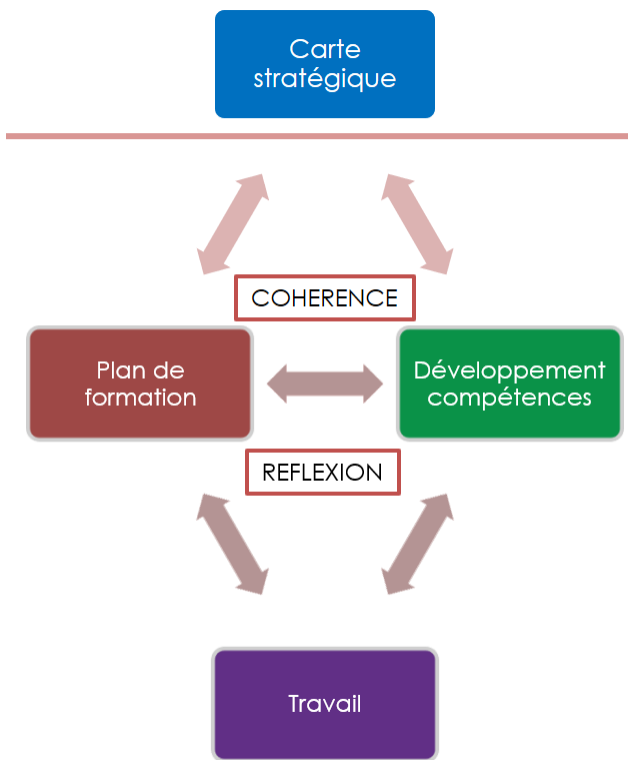 Carte
stratégique
COHERENCE
Plan de
formation
Développement
compétences
REFLEXION
Travail